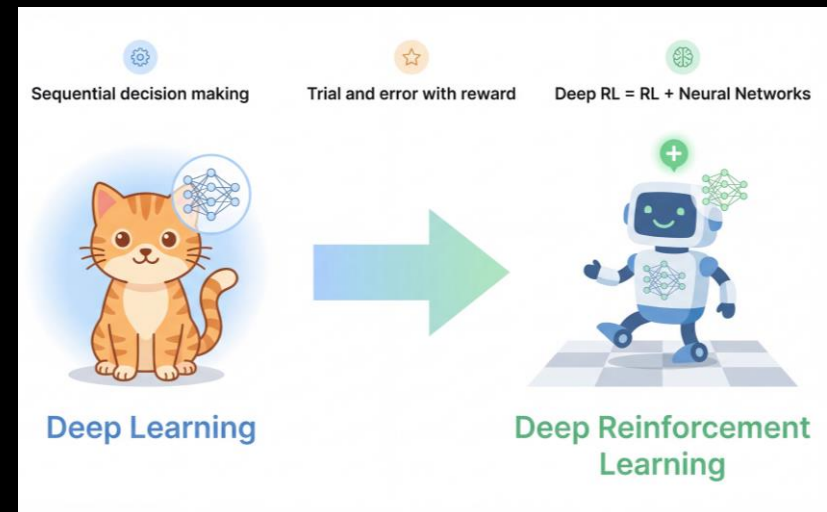 Sequential decision making
Trial and error with reward
Deep RL = RL + Neural Networks
Deep Learning
Deep Reinforcement
Learning